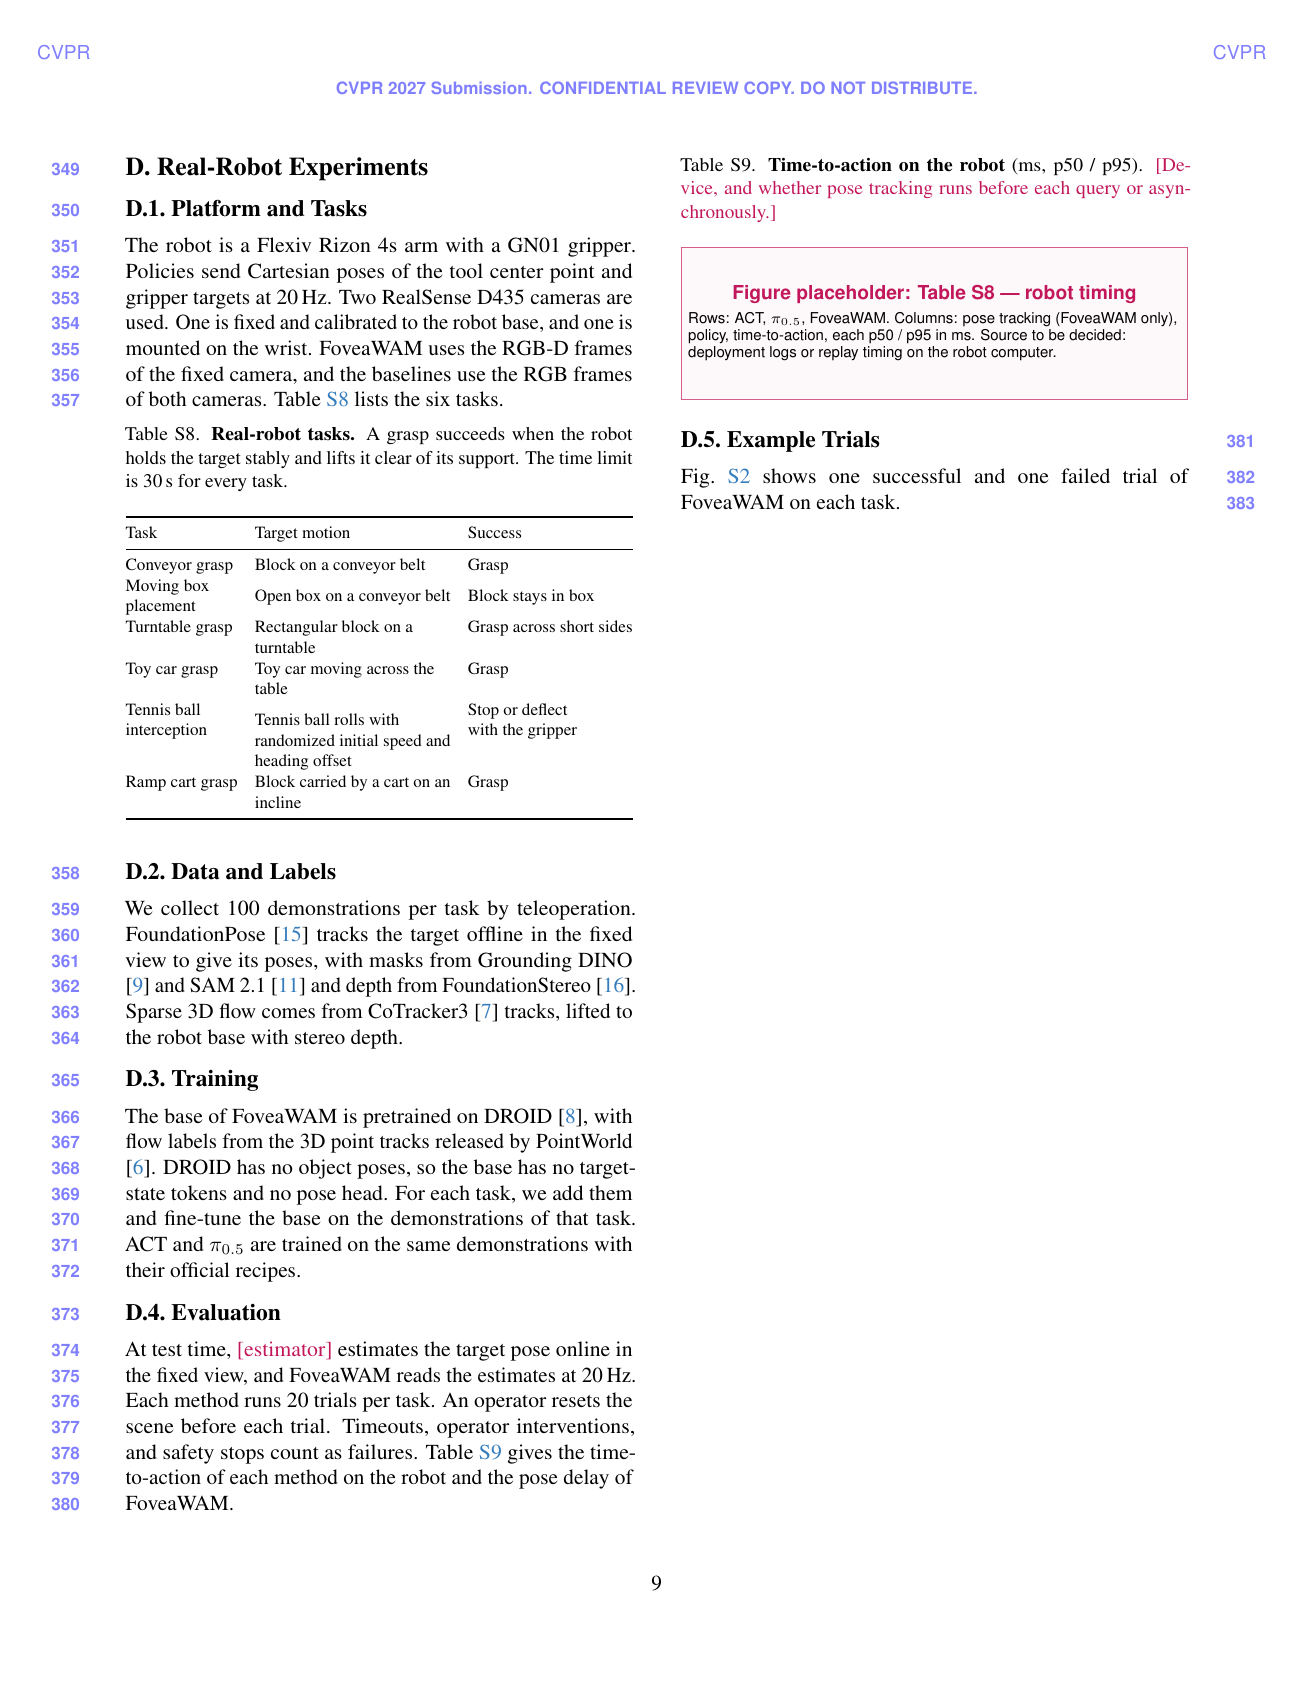 CVPR
CVPR
CVPR 2027 Submission. CONFIDENTIAL REVIEW COPY. DO NOT DISTRIBUTE.
349 D. Real-Robot Experiments
350 D.1. Platform and Tasks
351 The robot is a Flexiv Rizon 4s arm with a GN01 gripper.
352 Policies send Cartesian poses of the tool center point and
353 gripper targets at 20 Hz. Two RealSense D435 cameras are
354 used. One is fixed and calibrated to the robot base, and one is
355 mounted on the wrist. FoveaWAM uses the RGB-D frames
356 of the fixed camera, and the baselines use the RGB frames
357 of both cameras. Table S8 lists the six tasks.
Table S8. Real-robot tasks. A grasp succeeds when the robot
holds the target stably and lifts it clear of its support. The time limit
is 30 s for every task.
Task Target motion Success
Conveyor grasp Block on a conveyor belt Grasp
Moving box
placement Open box on a conveyor belt Block stays in box
Turntable grasp Rectangular block on a Grasp across short sides
turntable
Toy car grasp Toy car moving across the Grasp
table
Tennis ball Stop or deflect
interception Tennis ball rolls with with the gripper
randomized initial speed and
heading offset
Ramp cart grasp Block carried by a cart on an Grasp
incline
358 D.2. Data and Labels
359 We collect 100 demonstrations per task by teleoperation.
360 FoundationPose [15] tracks the target offline in the fixed
361 view to give its poses, with masks from Grounding DINO
362 [9] and SAM 2.1 [11] and depth from FoundationStereo [16].
363 Sparse 3D flow comes from CoTracker3 [7] tracks, lifted to
364 the robot base with stereo depth.
365 D.3. Training
366 The base of FoveaWAM is pretrained on DROID [8], with
367 flow labels from the 3D point tracks released by PointWorld
368 [6]. DROID has no object poses, so the base has no target-
369 state tokens and no pose head. For each task, we add them
370 and fine-tune the base on the demonstrations of that task.
371 ACT and π0.5 are trained on the same demonstrations with
372 their official recipes.
373 D.4. Evaluation
374 At test time, [estimator] estimates the target pose online in
375 the fixed view, and FoveaWAM reads the estimates at 20 Hz.
376 Each method runs 20 trials per task. An operator resets the
377 scene before each trial. Timeouts, operator interventions,
378 and safety stops count as failures. Table S9 gives the time-
379 to-action of each method on the robot and the pose delay of
380 FoveaWAM.
Table S9. Time-to-action on the robot (ms, p50 / p95). [De-
vice, and whether pose tracking runs before each query or asyn-
chronously.]
Figure placeholder: Table S8 — robot timing
Rows: ACT, π0.5, FoveaWAM. Columns: pose tracking (FoveaWAM only),
policy, time-to-action, each p50 / p95 in ms. Source to be decided:
deployment logs or replay timing on the robot computer.
D.5. Example Trials 381
Fig. S2 shows one successful and one failed trial of 382
FoveaWAM on each task. 383
9